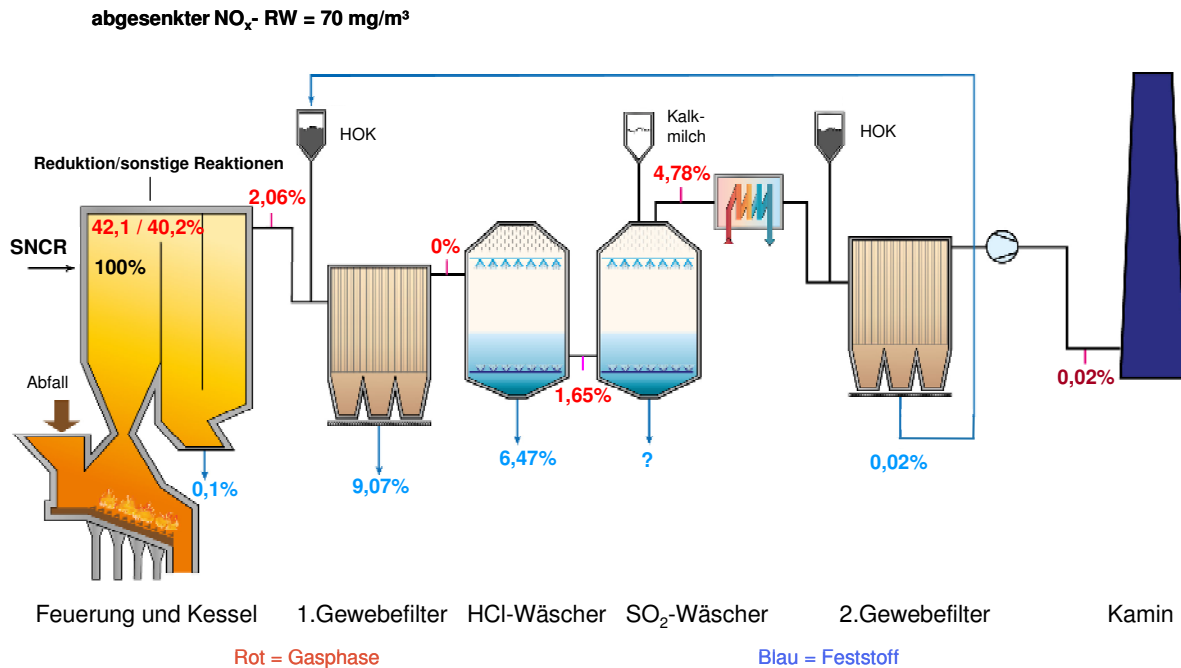 abgesenkter NOx- RW = 70 mg/m³
HOK
Kalk-
milch
HOK
Reduktion/sonstige Reaktionen
2,06%
4,78%
42,1 / 40,2%
0%
SNCR
100%
1,65%
0,02%
Abfall
0,1%
9,07%
6,47%
?
0,02%
Feuerung und Kessel
1.Gewebefilter
HCl-Wäscher
SO2-Wäscher
2.Gewebefilter
Kamin
Rot = Gasphase
Blau = Feststoff